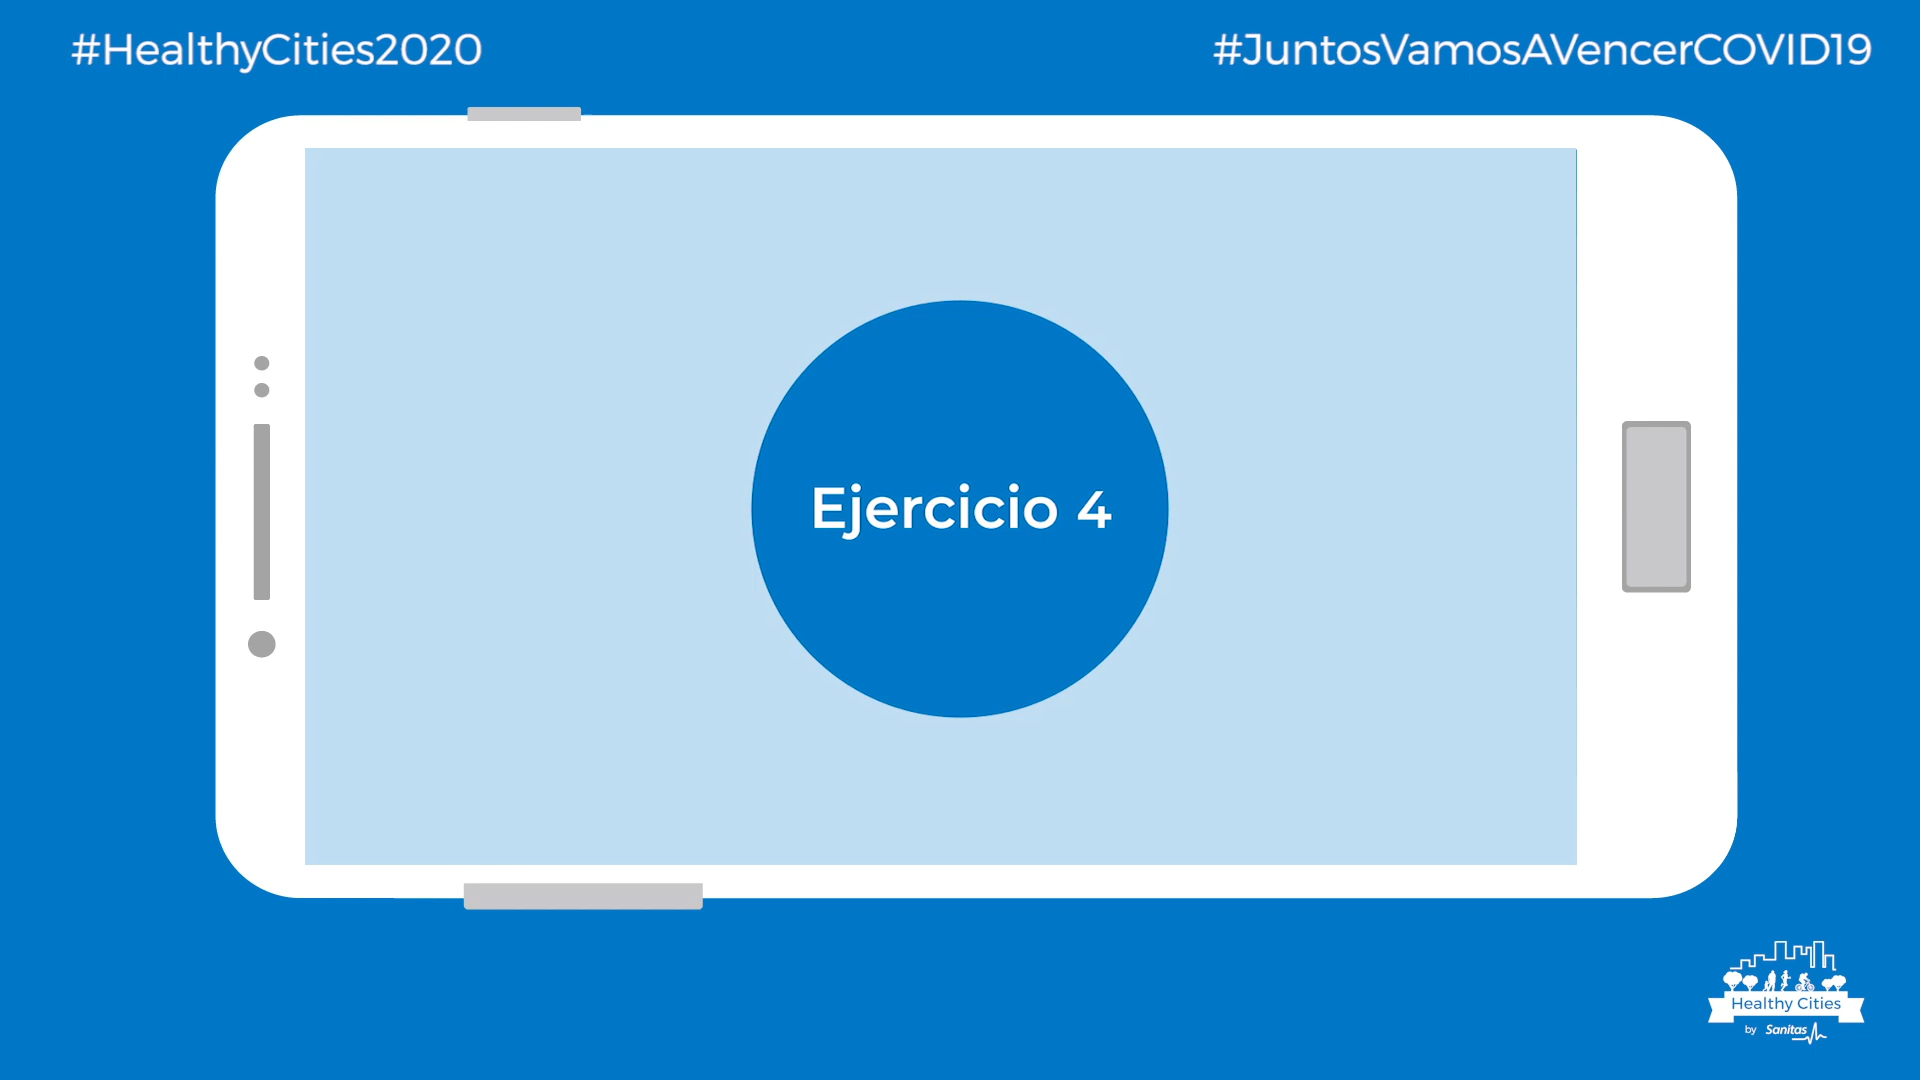 #HealthyCities2020
#JuntosVamosAVencerCOVID19
Ejercicio 4
Healthy Cities
by Sanitas